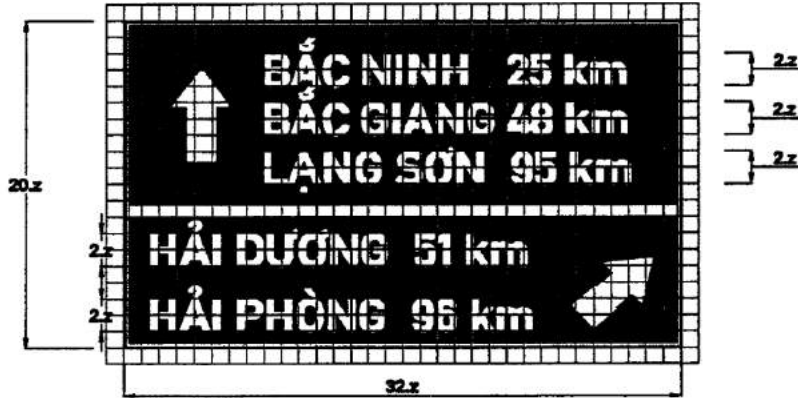 BẮC NINH 25 km
BẮC GIANG 48 km
LẠNG SƠN 95 km
HẢI DƯƠNG 51 km
HẢI PHÒNG 96 km
2.z
2.z
2.z
20.z
2.z
2.z
32.z